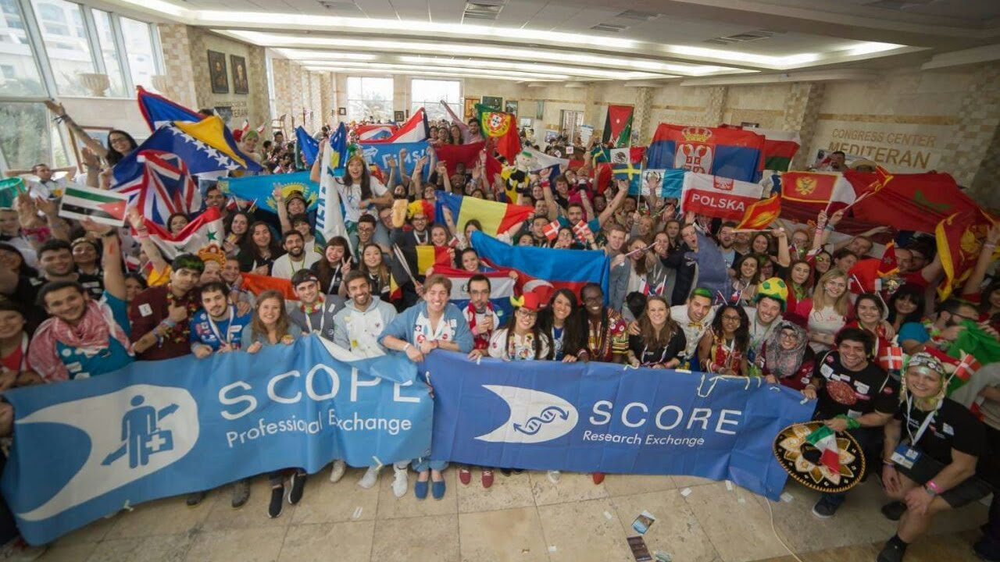 CONGRESS CENTER
MEDITERAN
POLSKA
SCOPE
Professional Exchange
SCORE
Research Exchange